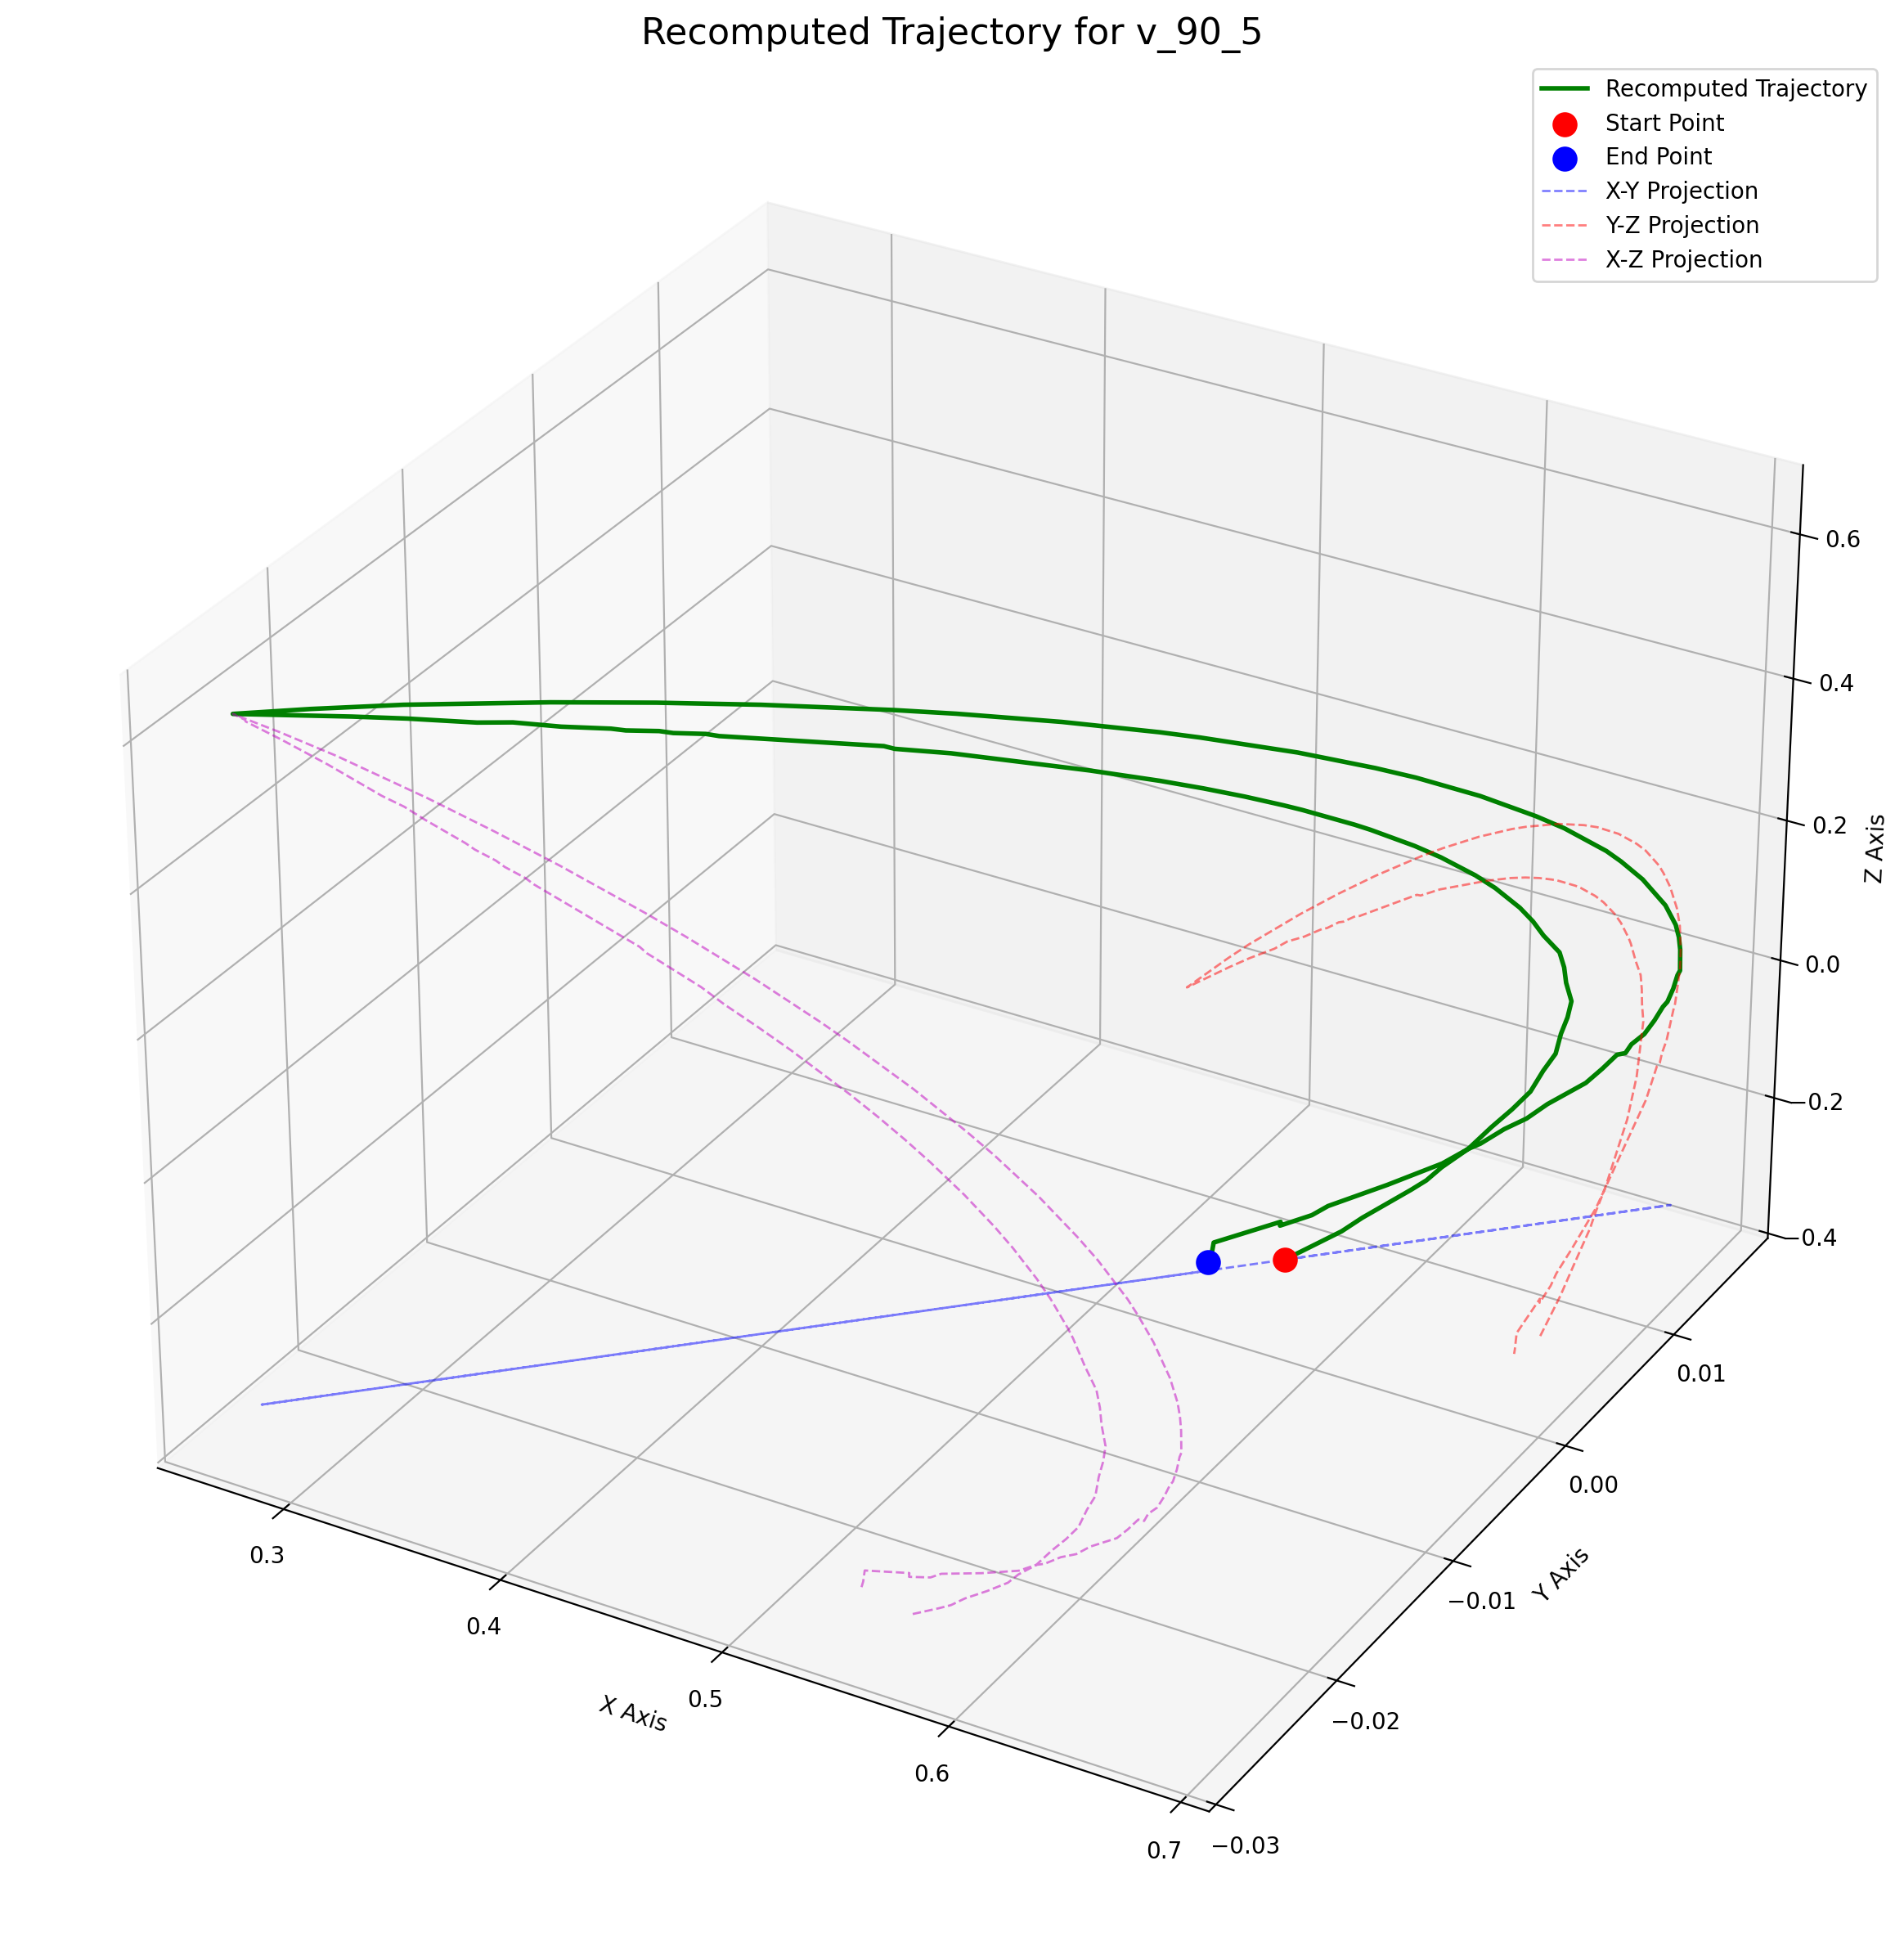 Recomputed Trajectory for v_90_5
Recomputed Trajectory
Start Point
End Point
X-Y Projection
Y-Z Projection
X-Z Projection
0.6
0.4
0.2
0.0
−0.2
−0.4
Z Axis
0.01
0.00
−0.01
−0.02
−0.03
Y Axis
0.3
0.4
0.5
0.6
0.7
X Axis